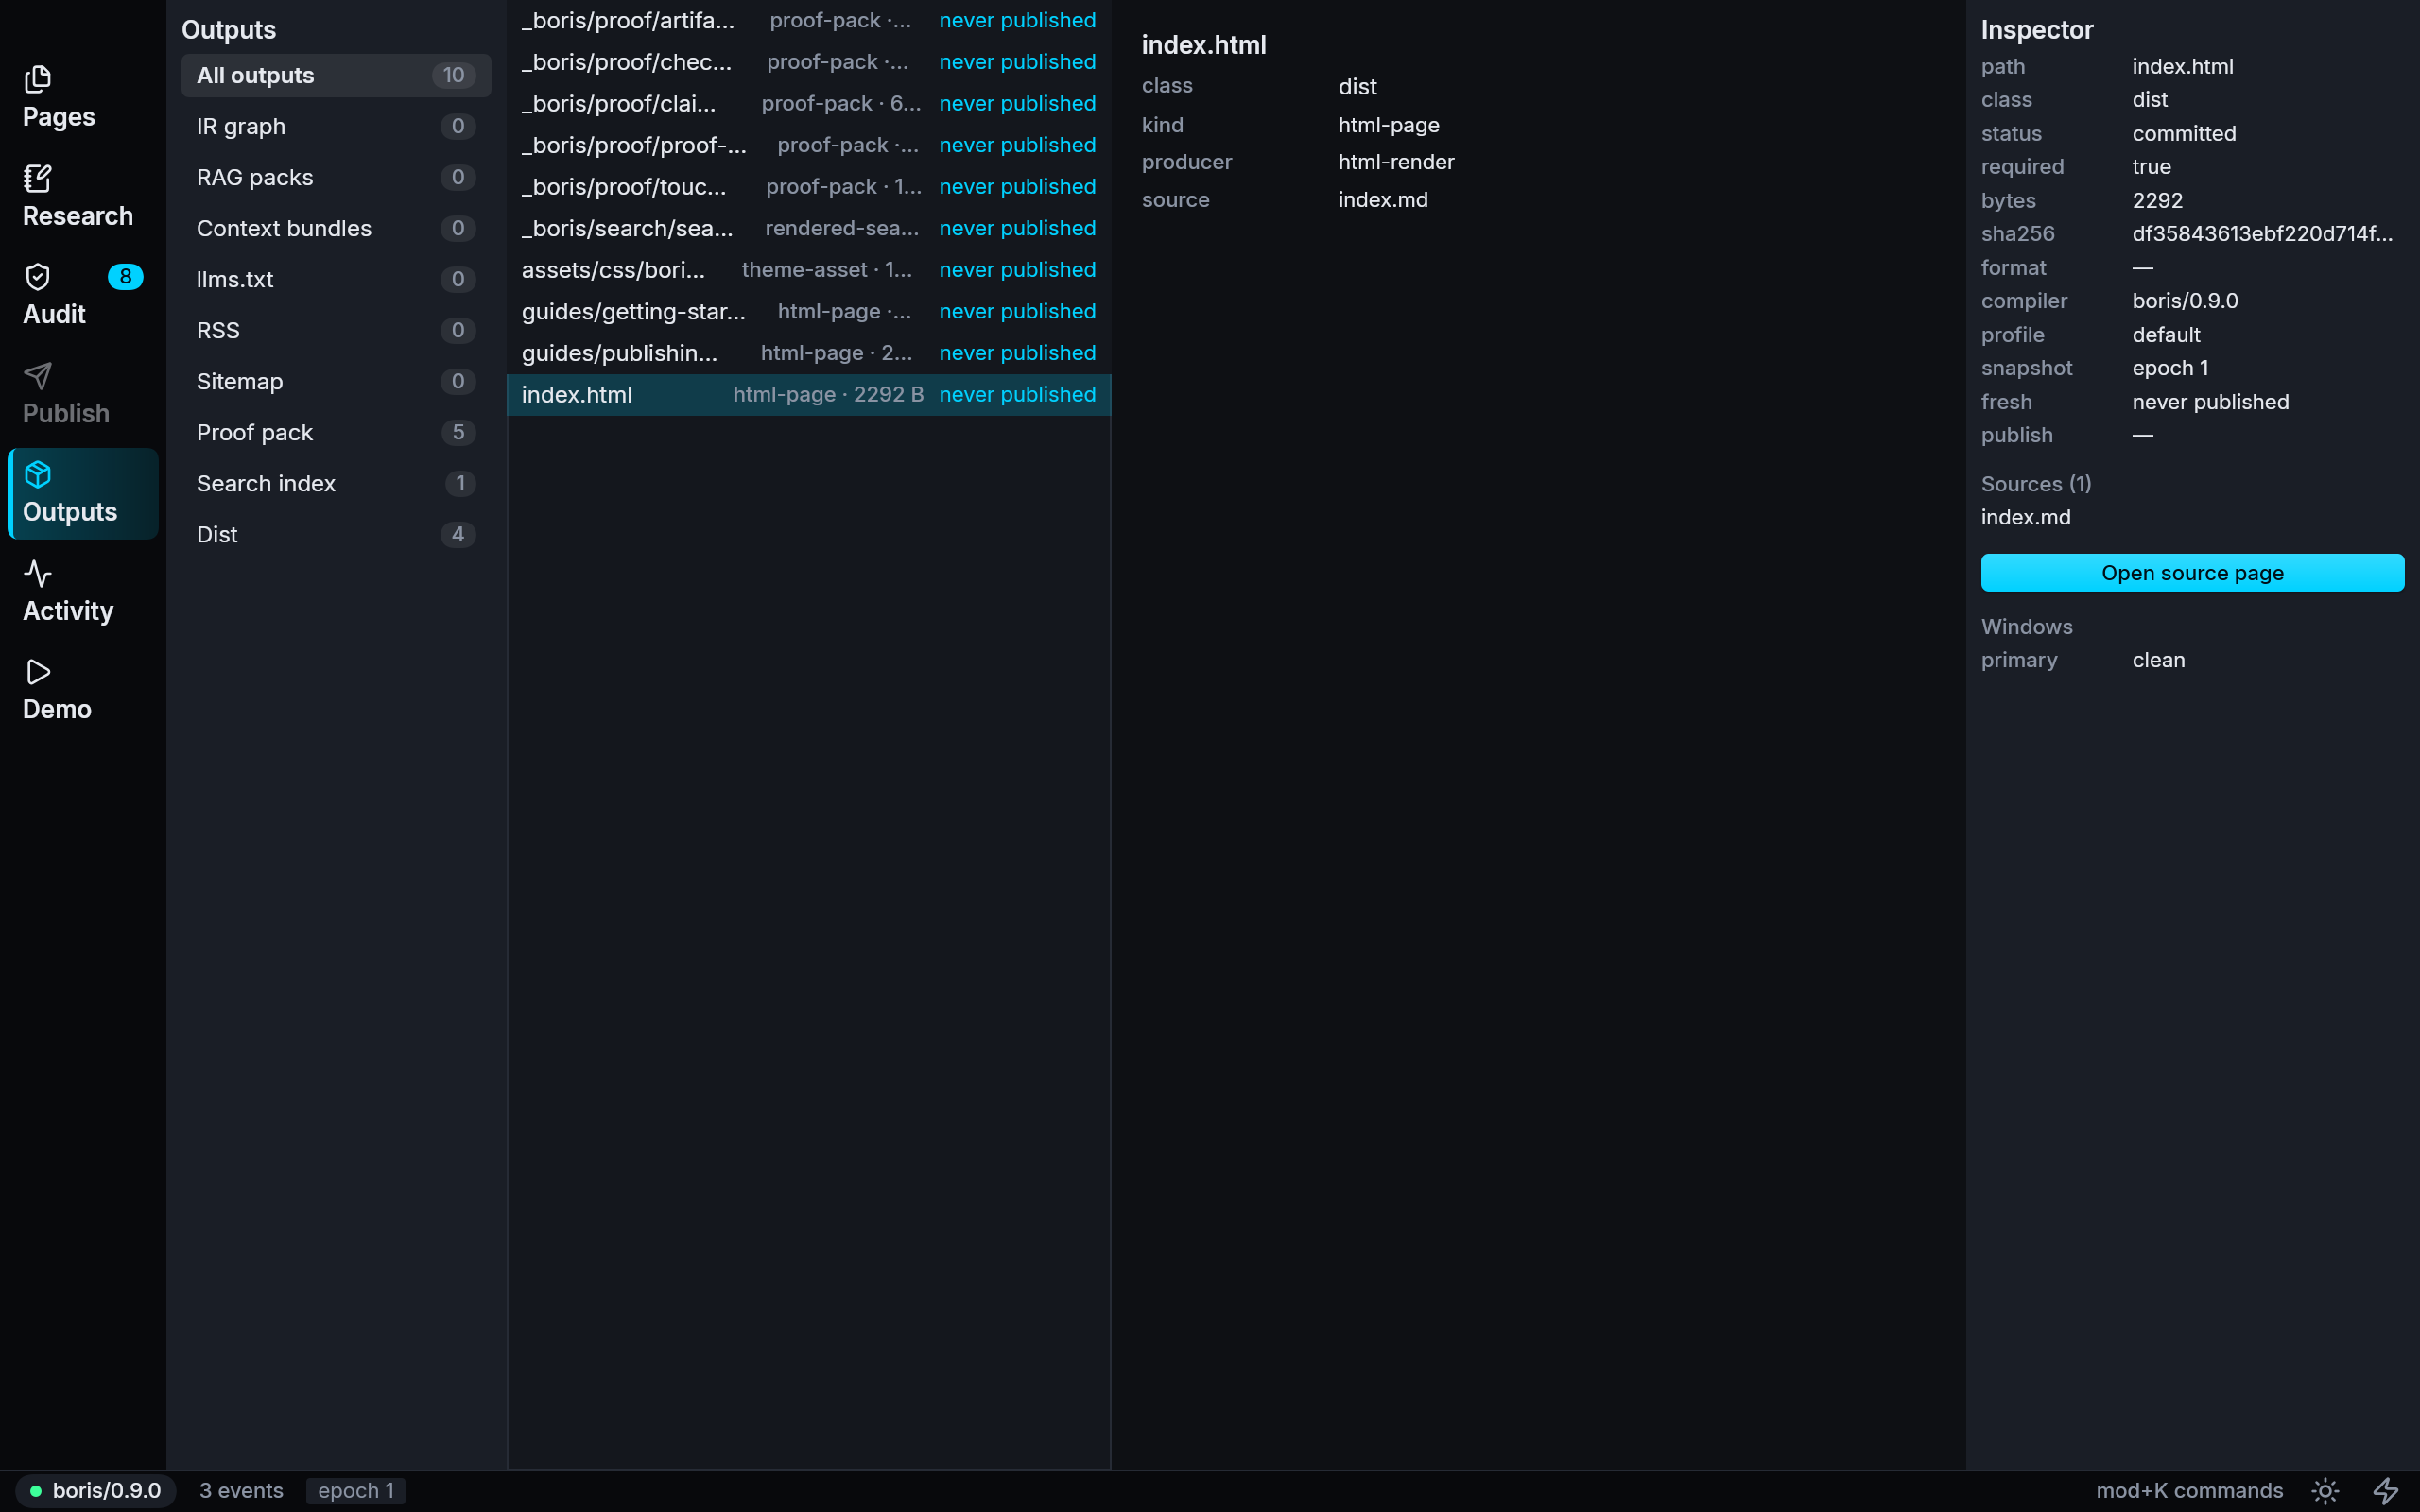 Pages
Research
Audit 8
Publish
Outputs
Activity
Demo
Outputs
All outputs 10
IR graph 0
RAG packs 0
Context bundles 0
llms.txt 0
RSS 0
Sitemap 0
Proof pack 5
Search index 1
Dist 4
_boris/proof/artifa... proof-pack ·... never published
_boris/proof/chec... proof-pack ·... never published
_boris/proof/clai... proof-pack · 6... never published
_boris/proof/proof-... proof-pack ·... never published
_boris/proof/touc... proof-pack · 1... never published
_boris/search/sea... rendered-sea... never published
assets/css/bori... theme-asset · 1... never published
guides/getting-star... html-page ·... never published
guides/publishin... html-page · 2... never published
index.html html-page · 2292 B never published
index.html
class dist
kind html-page
producer html-render
source index.md
Inspector
path index.html
class dist
status committed
required true
bytes 2292
sha256 df35843613ebf220d714f...
format —
compiler boris/0.9.0
profile default
snapshot epoch 1
fresh never published
publish —
Sources (1)
index.md
Open source page
Windows
primary clean
boris/0.9.0 3 events epoch 1 mod+K commands